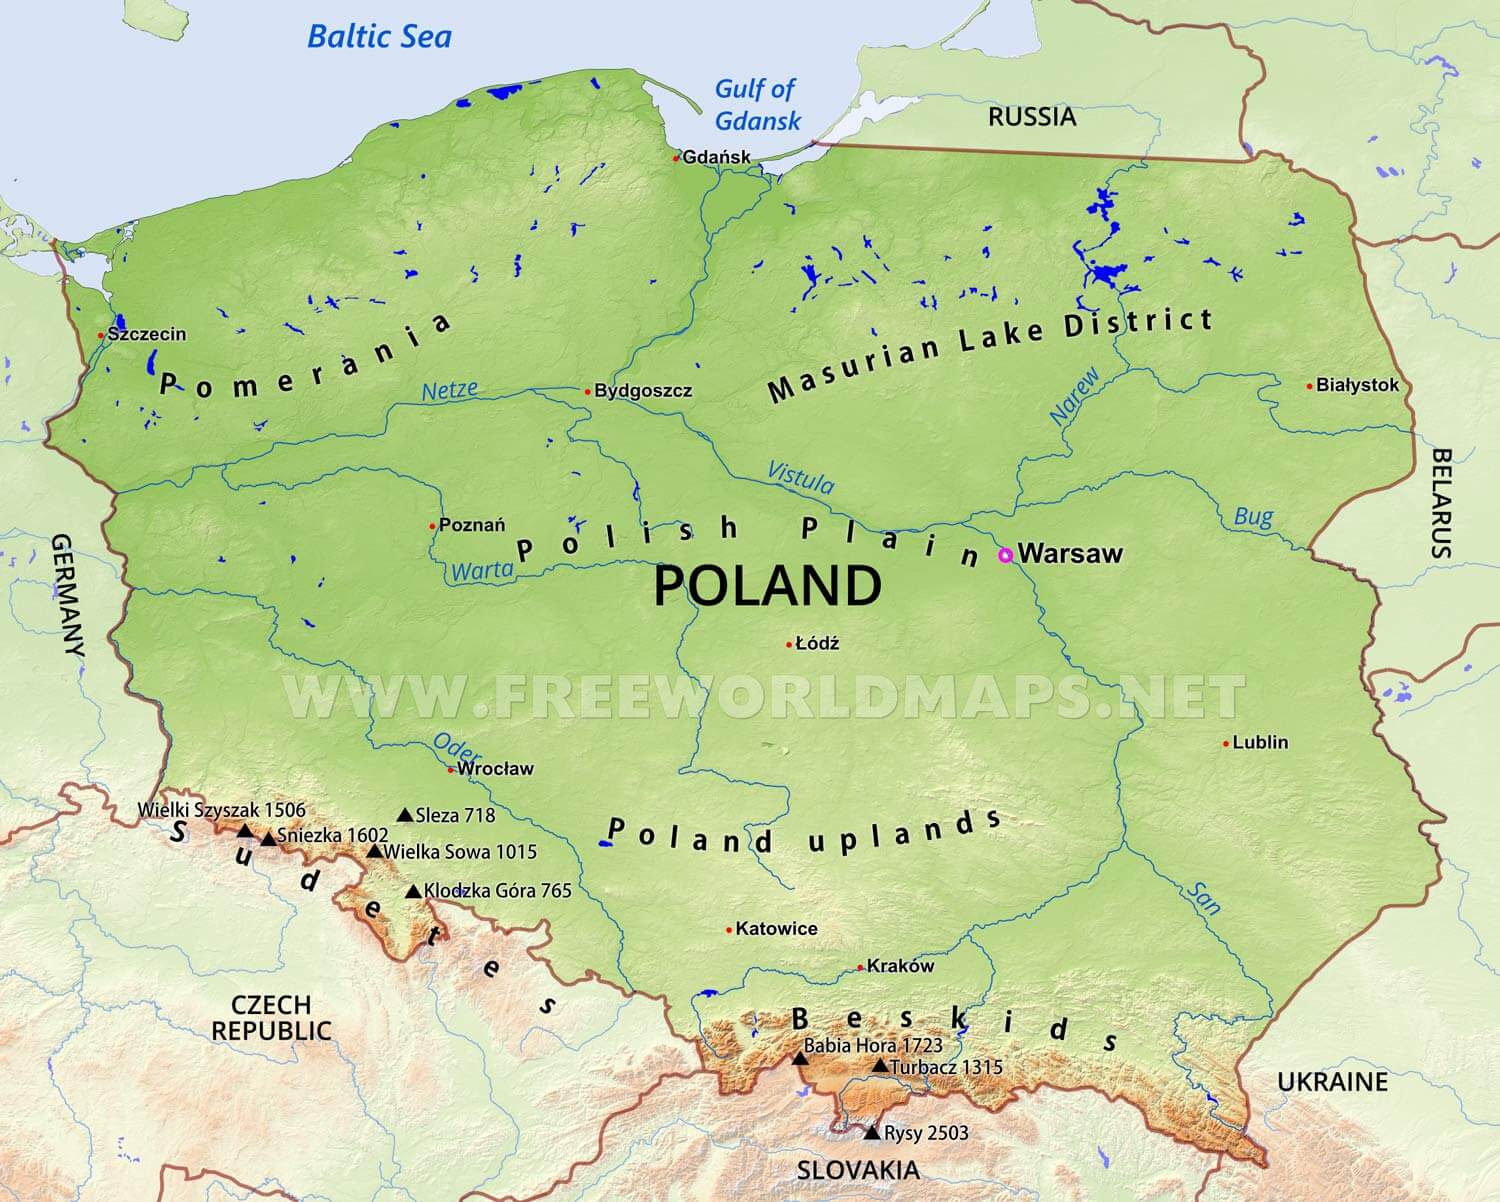 Baltic Sea
Gulf of
Gdansk
RUSSIA
Gdańsk
Szczecin
Pomerania
Masurian Lake District
Netze
Bydgoszcz
Narew
Białystok
Vistula
BELARUS
Bug
Poznań
Polish Plain
Warsaw
GERMANY
Warta
POLAND
Łódź
WWW.FREEWORLDMAPS.NET
Oder
Wrocław
Lublin
Wielki Szyszak 1506
Sleza 718
Sniezka 1602
Wielka Sowa 1015
Poland uplands
Sudetes
Klodzka Góra 765
San
Katowice
Kraków
CZECH
REPUBLIC
Beskids
Babia Hora 1723
Turbacz 1315
UKRAINE
Rysy 2503
SLOVAKIA